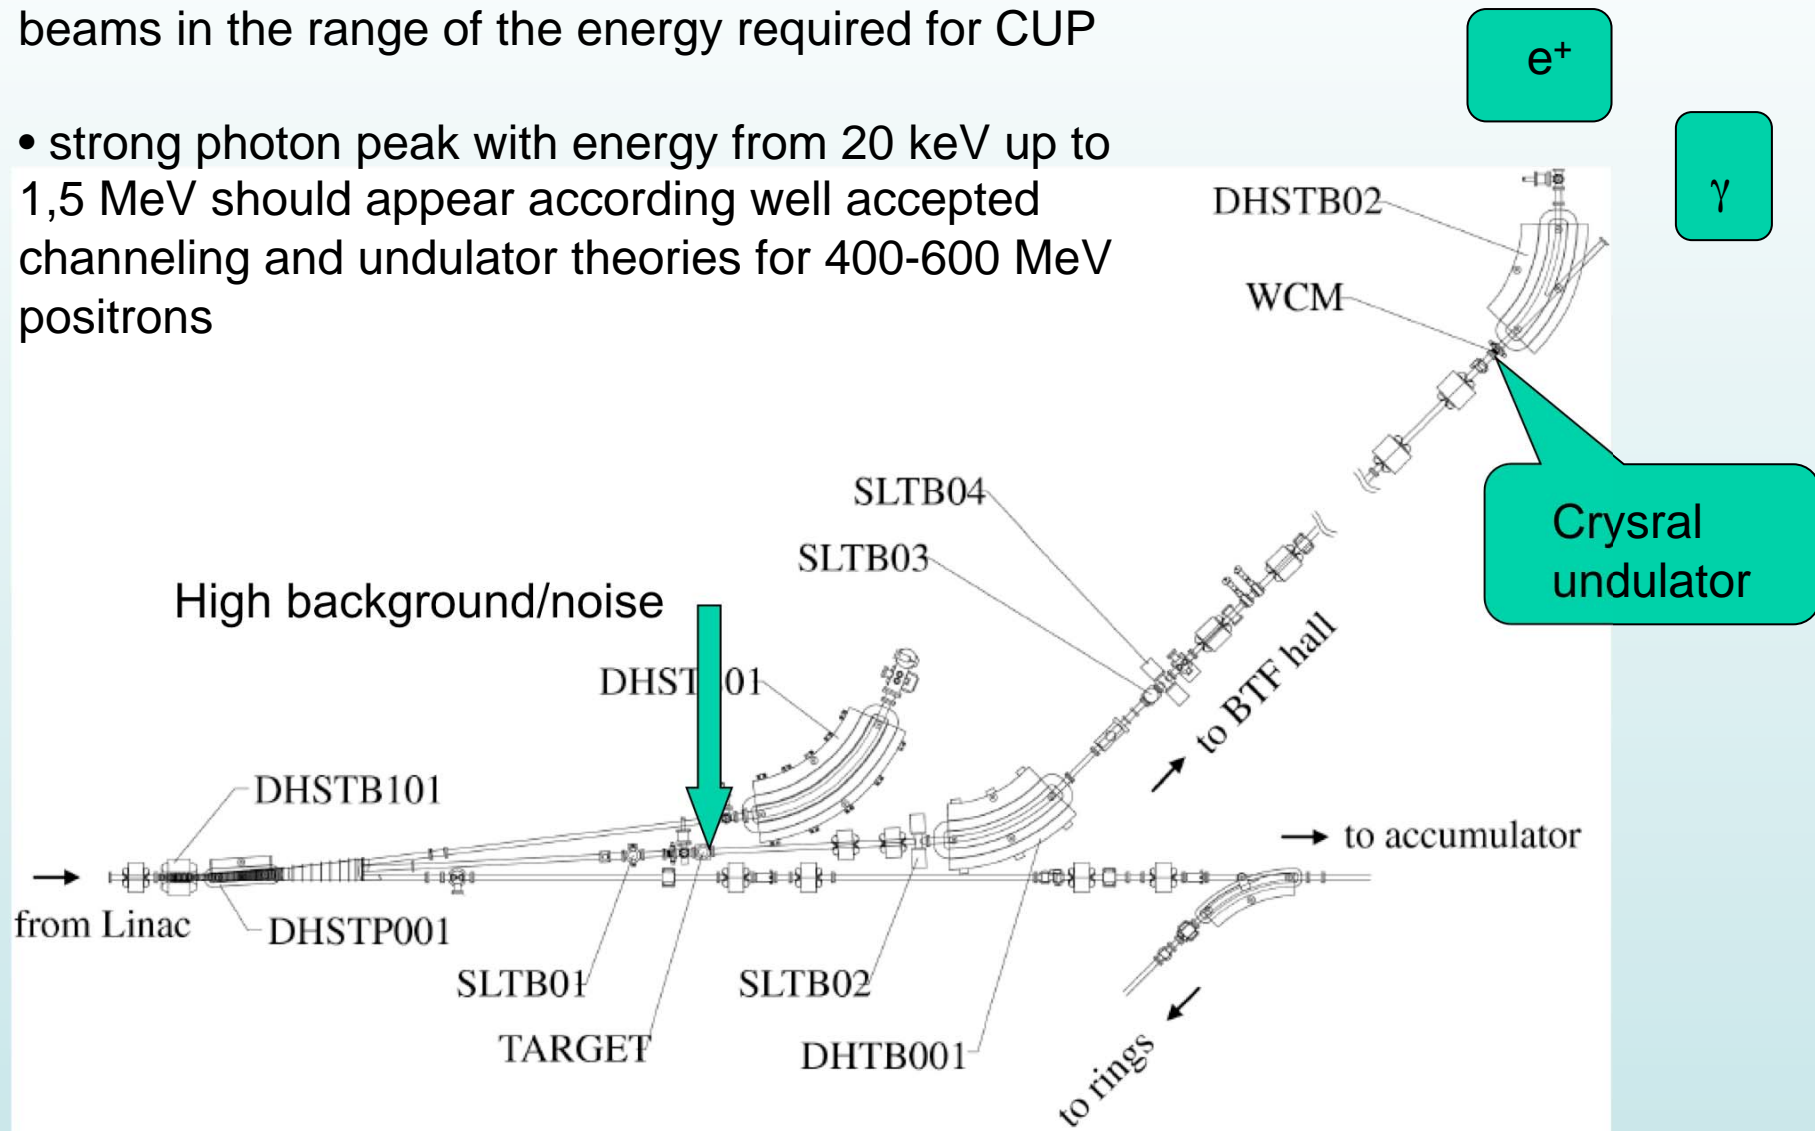 beams in the range of the energy required for CUP
e+
• strong photon peak with energy from 20 keV up to
1,5 MeV should appear according well accepted
channeling and undulator theories for 400-600 MeV
positrons
γ
DHSTB02
WCM
Crysral
undulator
SLTB04
SLTB03
High background/noise
to BTF hall
DHSTB101
to accumulator
from Linac
DHSTP001
SLTB01
SLTB02
TARGET
DHTB001
to rings